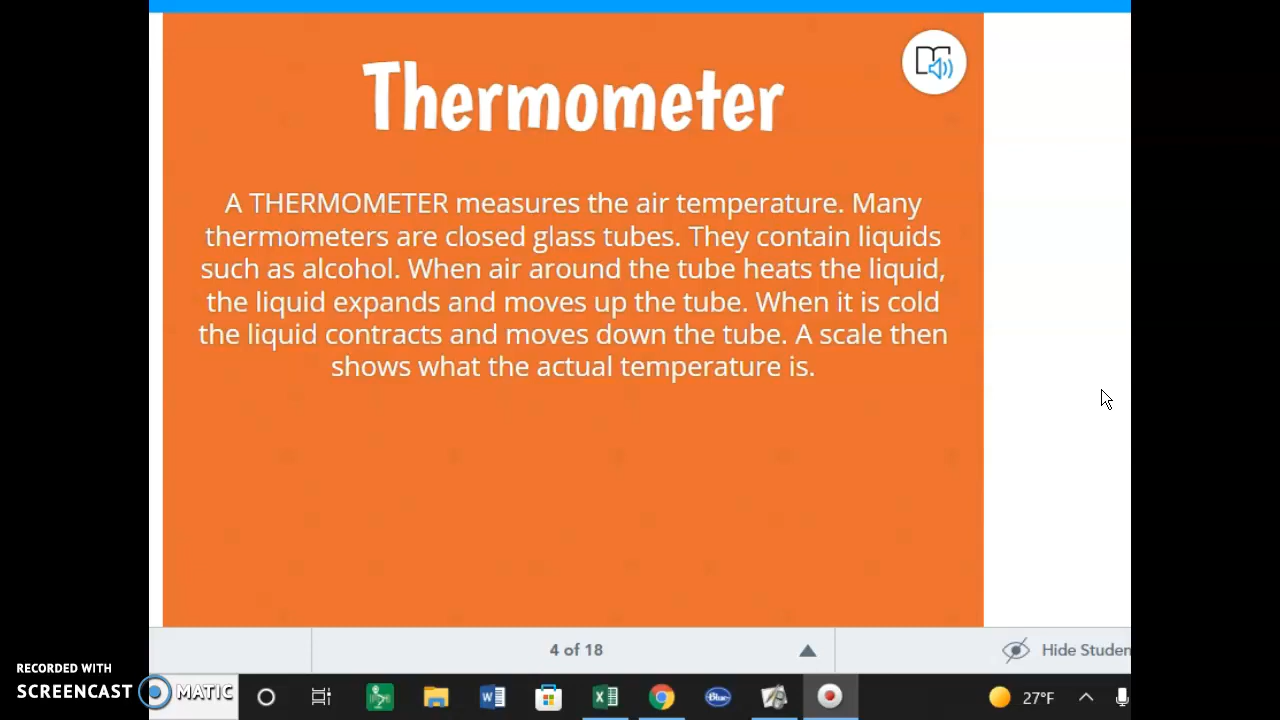 Thermometer
A THERMOMETER measures the air temperature. Many
thermometers are closed glass tubes. They contain liquids
such as alcohol. When air around the tube heats the liquid,
the liquid expands and moves up the tube. When it is cold
the liquid contracts and moves down the tube. A scale then
shows what the actual temperature is.
4 of 18
Hide Studen
RECORDED WITH
SCREENCAST MATIC
Blue
27°F